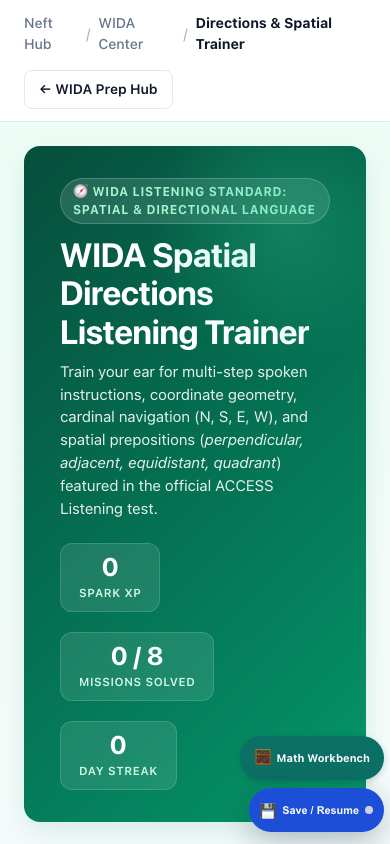 Neft Hub / WIDA Center / Directions & Spatial Trainer
← WIDA Prep Hub
🧭 WIDA LISTENING STANDARD:
SPATIAL & DIRECTIONAL LANGUAGE
WIDA Spatial
Directions
Listening Trainer
Train your ear for multi-step spoken
instructions, coordinate geometry,
cardinal navigation (N, S, E, W), and
spatial prepositions (perpendicular,
adjacent, equidistant, quadrant)
featured in the official ACCESS
Listening test.
0
SPARK XP
0 / 8
MISSIONS SOLVED
0
DAY STREAK
🧮 Math Workbench
💾 Save / Resume